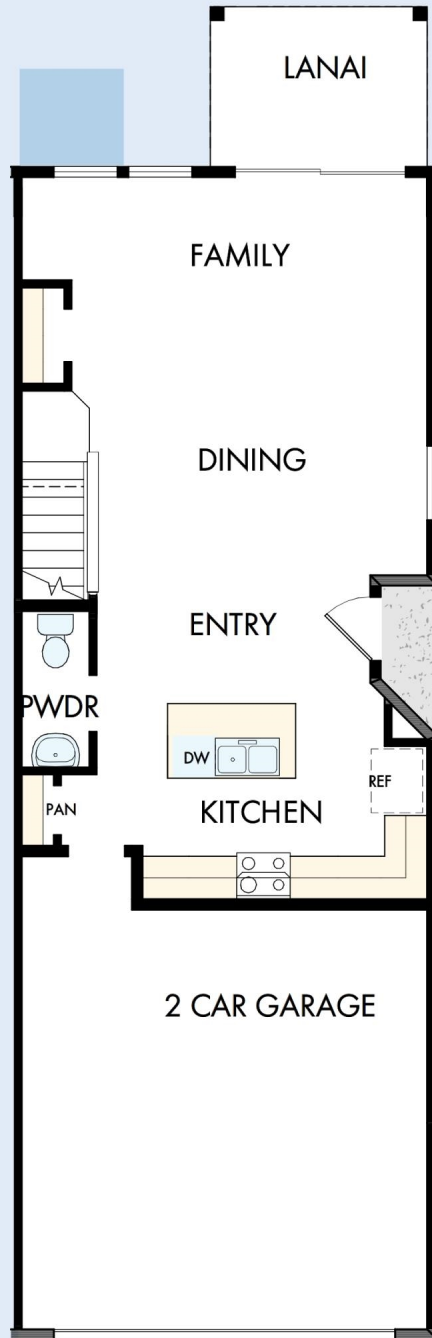 LANAI
FAMILY
DINING
ENTRY
PWDR
DW
REF
PAN
KITCHEN
2 CAR GARAGE